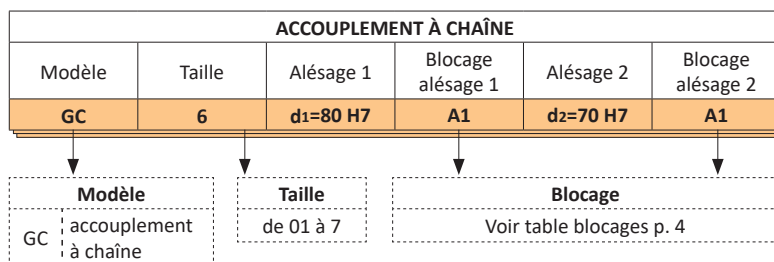 ACCOUPLEMENT À CHAÎNE
Modèle Taille Alésage 1 Blocage alésage 1 Alésage 2 Blocage alésage 2
GC 6 d1=80 H7 A1 d2=70 H7 A1
Modèle Taille Blocage
GC accouplement à chaîne de 01 à 7 Voir table blocages p. 4